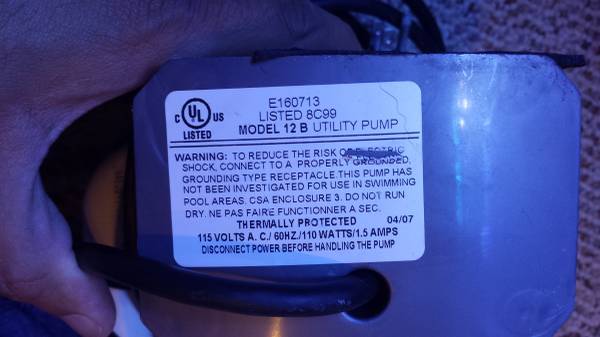 E160713
LISTED 8C99
MODEL 12 B UTILITY PUMP
C UL US
LISTED
WARNING: TO REDUCE THE RISK OF ELECTRIC
SHOCK, CONNECT TO A PROPERLY GROUNDED,
GROUNDING TYPE RECEPTACLE.THIS PUMP HAS
NOT BEEN INVESTIGATED FOR USE IN SWIMMING
POOL AREAS. CSA ENCLOSURE 3. DO NOT RUN
DRY. NE PAS FAIRE FUNCTIONNER A SEC.
THERMALLY PROTECTED 04/07
115 VOLTS A. C./ 60HZ./110 WATTS/1.5 AMPS
DISCONNECT POWER BEFORE HANDLING THE PUMP